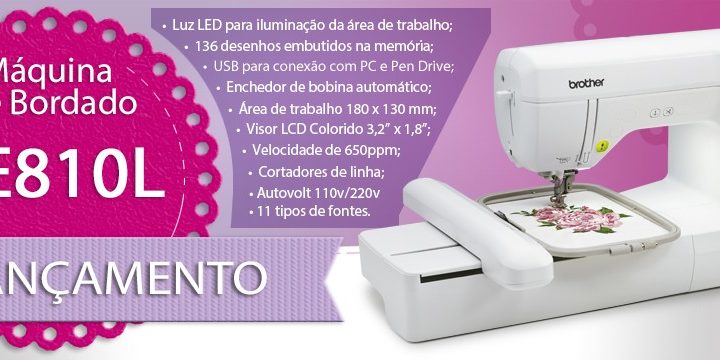 Máquina
Bordado
E810L
ANÇAMENTO
• Luz LED para iluminação da área de trabalho;
• 136 desenhos embutidos na memória;
• USB para conexão com PC e Pen Drive;
• Enchedor de bobina automático;
• Área de trabalho 180 x 130 mm;
• Visor LCD Colorido 3,2” x 1,8”;
• Velocidade de 650ppm;
• Cortadores de linha;
• Autovolt 110v/220v
• 11 tipos de fontes.
brother